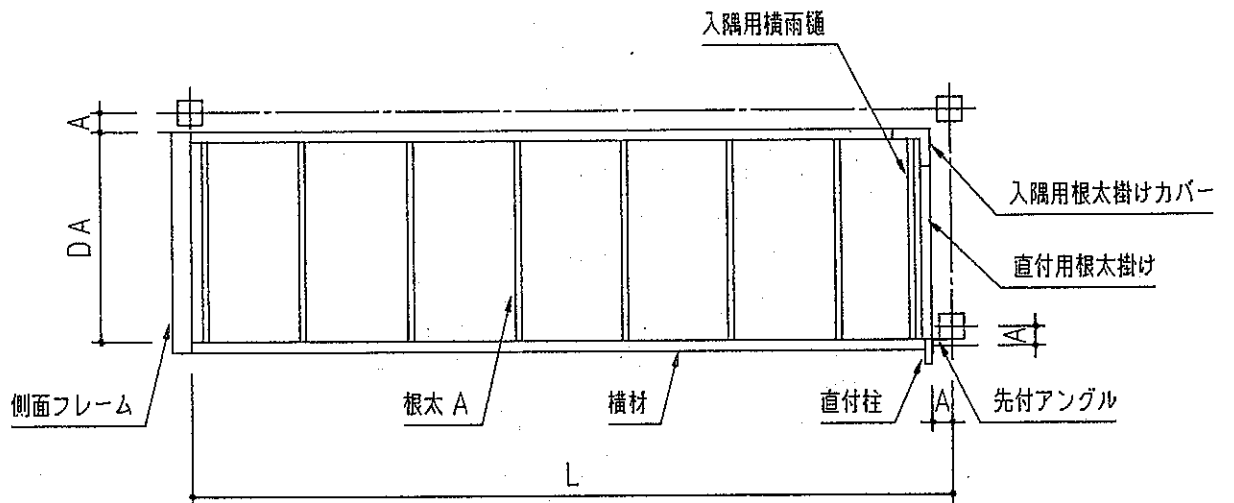 入隅用横雨樋
A
入隅用根太掛けカバー
DA
直付用根太掛け
A
側面フレーム
根太 A
横材
直付柱
A
先付アングル
L